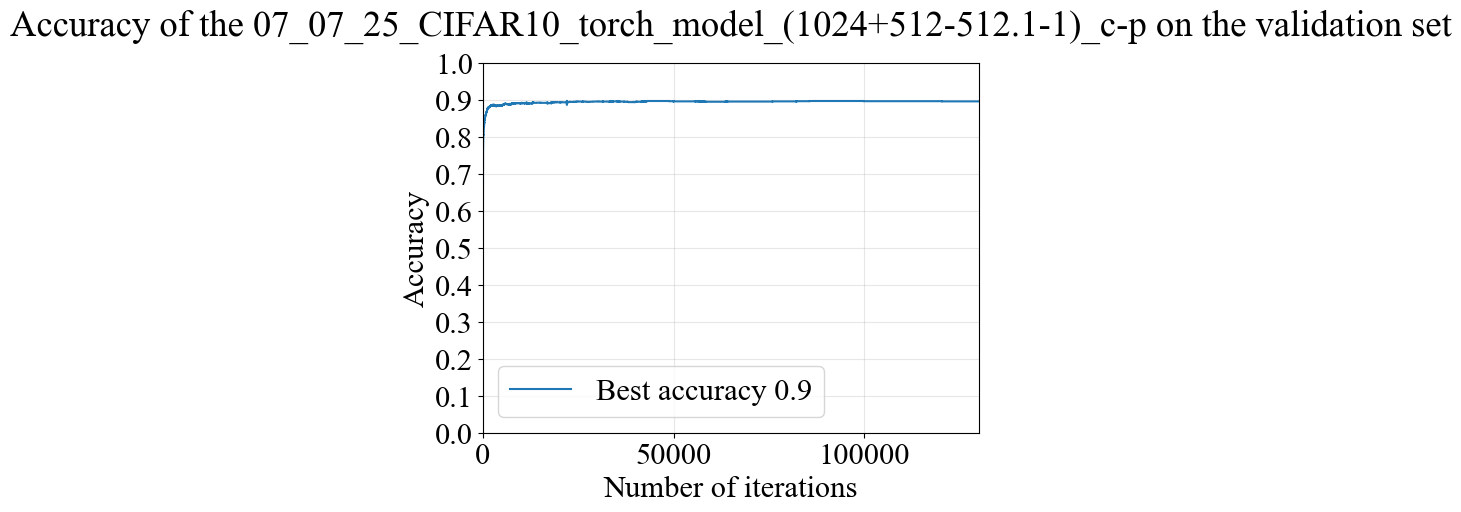 Accuracy of the 07_07_25_CIFAR10_torch_model_(1024+512-512.1-1)_c-p on the validation set
1.0
0.9
0.8
0.7
0.6
0.5
0.4
0.3
0.2
0.1
0.0
Accuracy
Best accuracy 0.9
0 50000 100000
Number of iterations